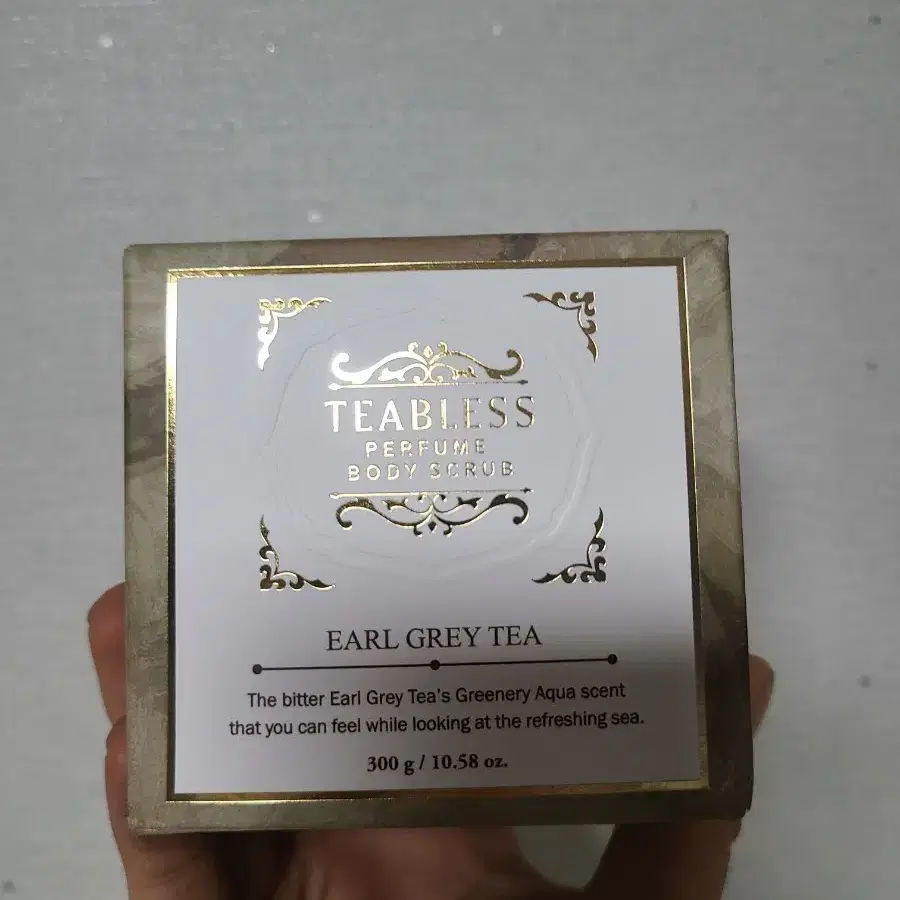 TEABLESS
PERFUME
BODY SCRUB
EARL GREY TEA
The bitter Earl Grey Tea's Greenery Aqua scent
that you can feel while looking at the refreshing sea.
300 g / 10.58 oz.